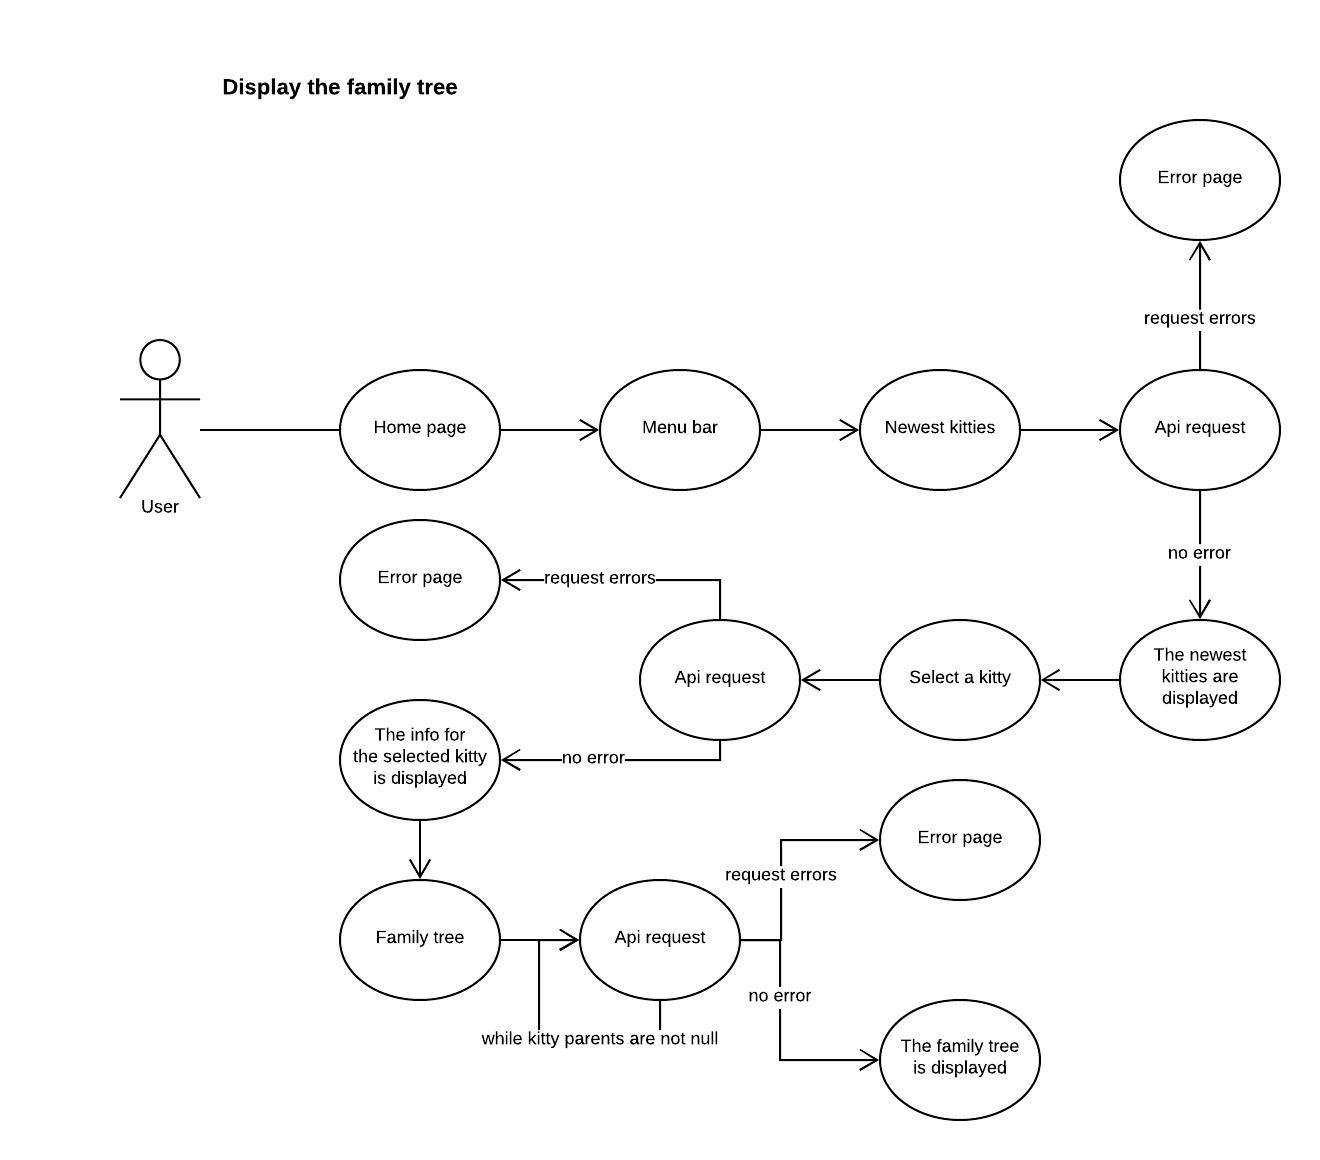 Display the family tree
Error page
request errors
Home page
Menu bar
Newest kitties
Api request
User
no error
Error page
request errors
Api request
Select a kitty
The newest
kitties are
displayed
The info for
the selected kitty
is displayed
no error
Error page
request errors
Family tree
Api request
no error
while kitty parents are not null
The family tree
is displayed